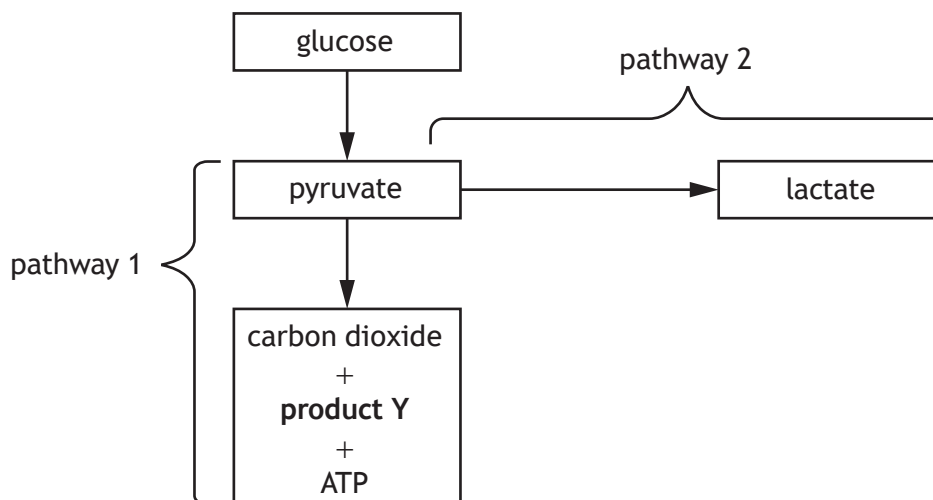 glucose
pathway 2
pyruvate
lactate
pathway 1
carbon dioxide
+
product Y
+
ATP